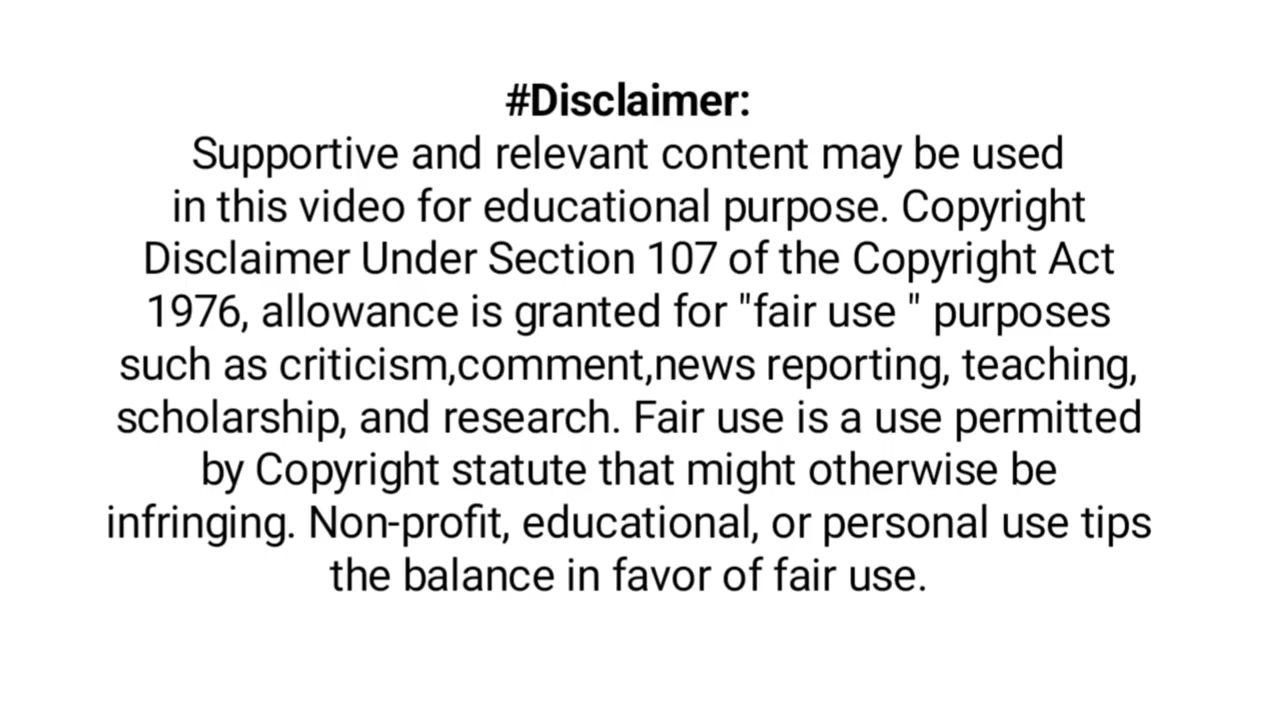 #Disclaimer:
Supportive and relevant content may be used
in this video for educational purpose. Copyright
Disclaimer Under Section 107 of the Copyright Act
1976, allowance is granted for "fair use " purposes
such as criticism,comment,news reporting, teaching,
scholarship, and research. Fair use is a use permitted
by Copyright statute that might otherwise be
infringing. Non-profit, educational, or personal use tips
the balance in favor of fair use.